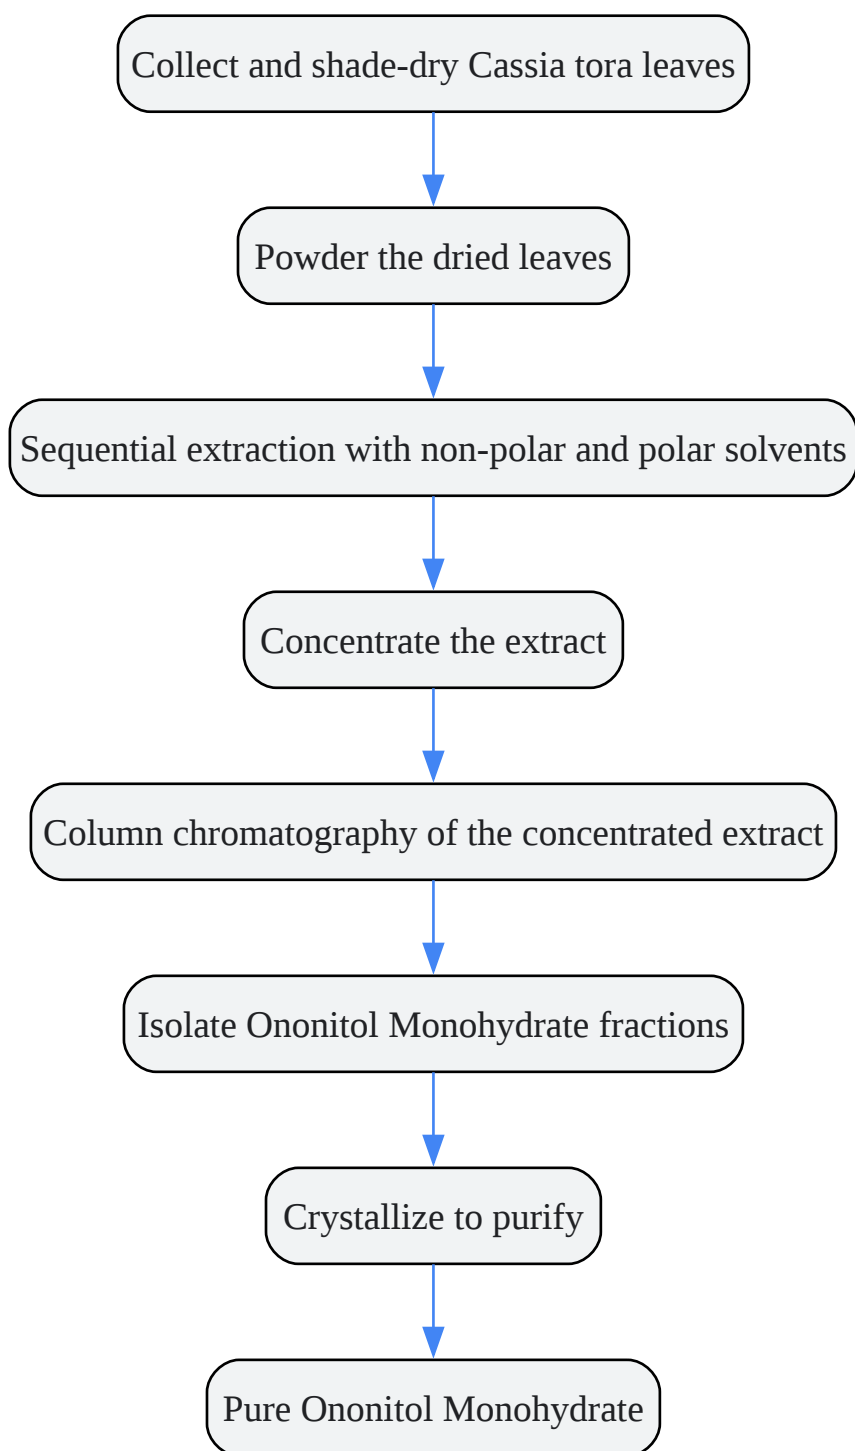 Collect and shade-dry Cassia tora leaves
Powder the dried leaves
Sequential extraction with non-polar and polar solvents
Concentrate the extract
Column chromatography of the concentrated extract
Isolate Ononitol Monohydrate fractions
Crystallize to purify
Pure Ononitol Monohydrate